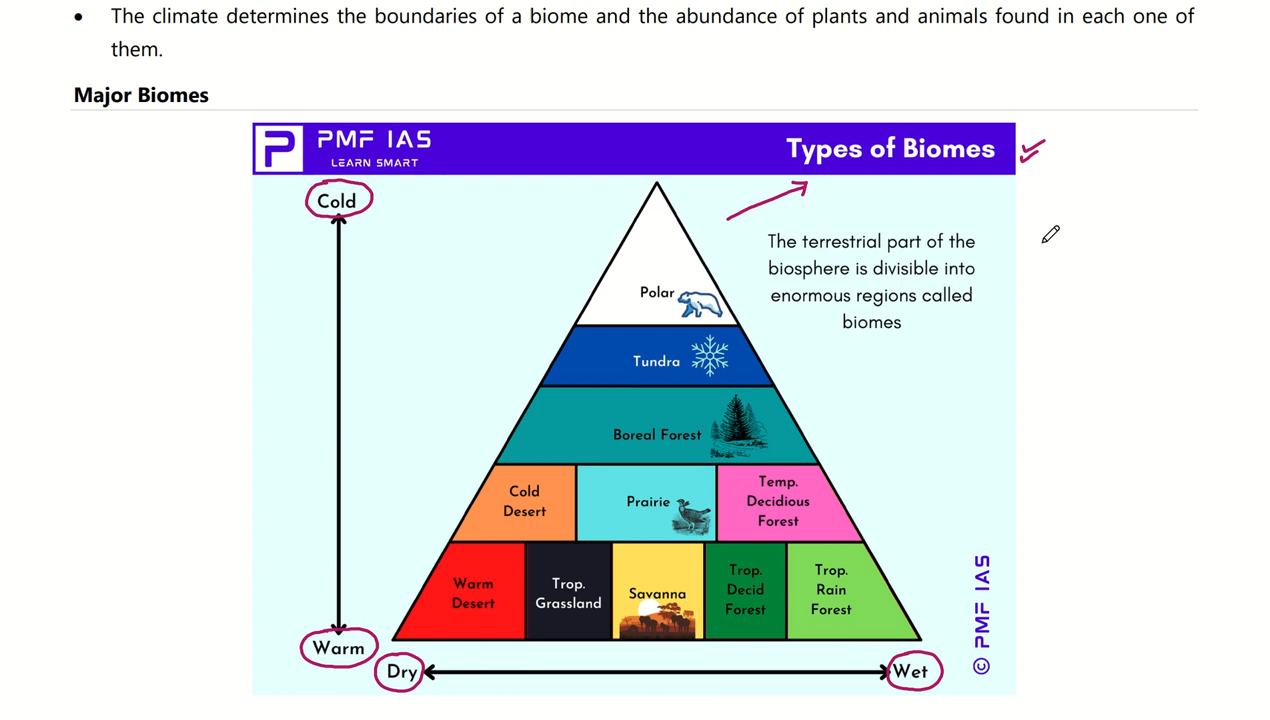 • The climate determines the boundaries of a biome and the abundance of plants and animals found in each one of
them.
Major Biomes
P
PMF IAS
LEARN SMART
Types of Biomes
Cold
The terrestrial part of the
biosphere is divisible into
enormous regions called
biomes
Polar
Tundra
Boreal Forest
Cold
Desert
Prairie
Temp.
Decidious
Forest
Warm
Desert
Trop.
Grassland
Savanna
Trop.
Decid
Forest
Trop.
Rain
Forest
© PMF IAS
Warm
Dry
Wet